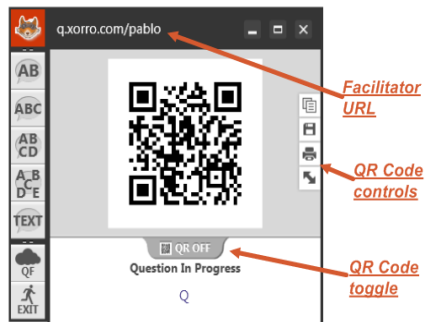 q.xorro.com/pablo
AB
ABC
AB
CD
A B
C
D E
TEXT
QF
EXIT
QR OFF
Question In Progress
Q
Facilitator
URL
QR Code
controls
QR Code
toggle